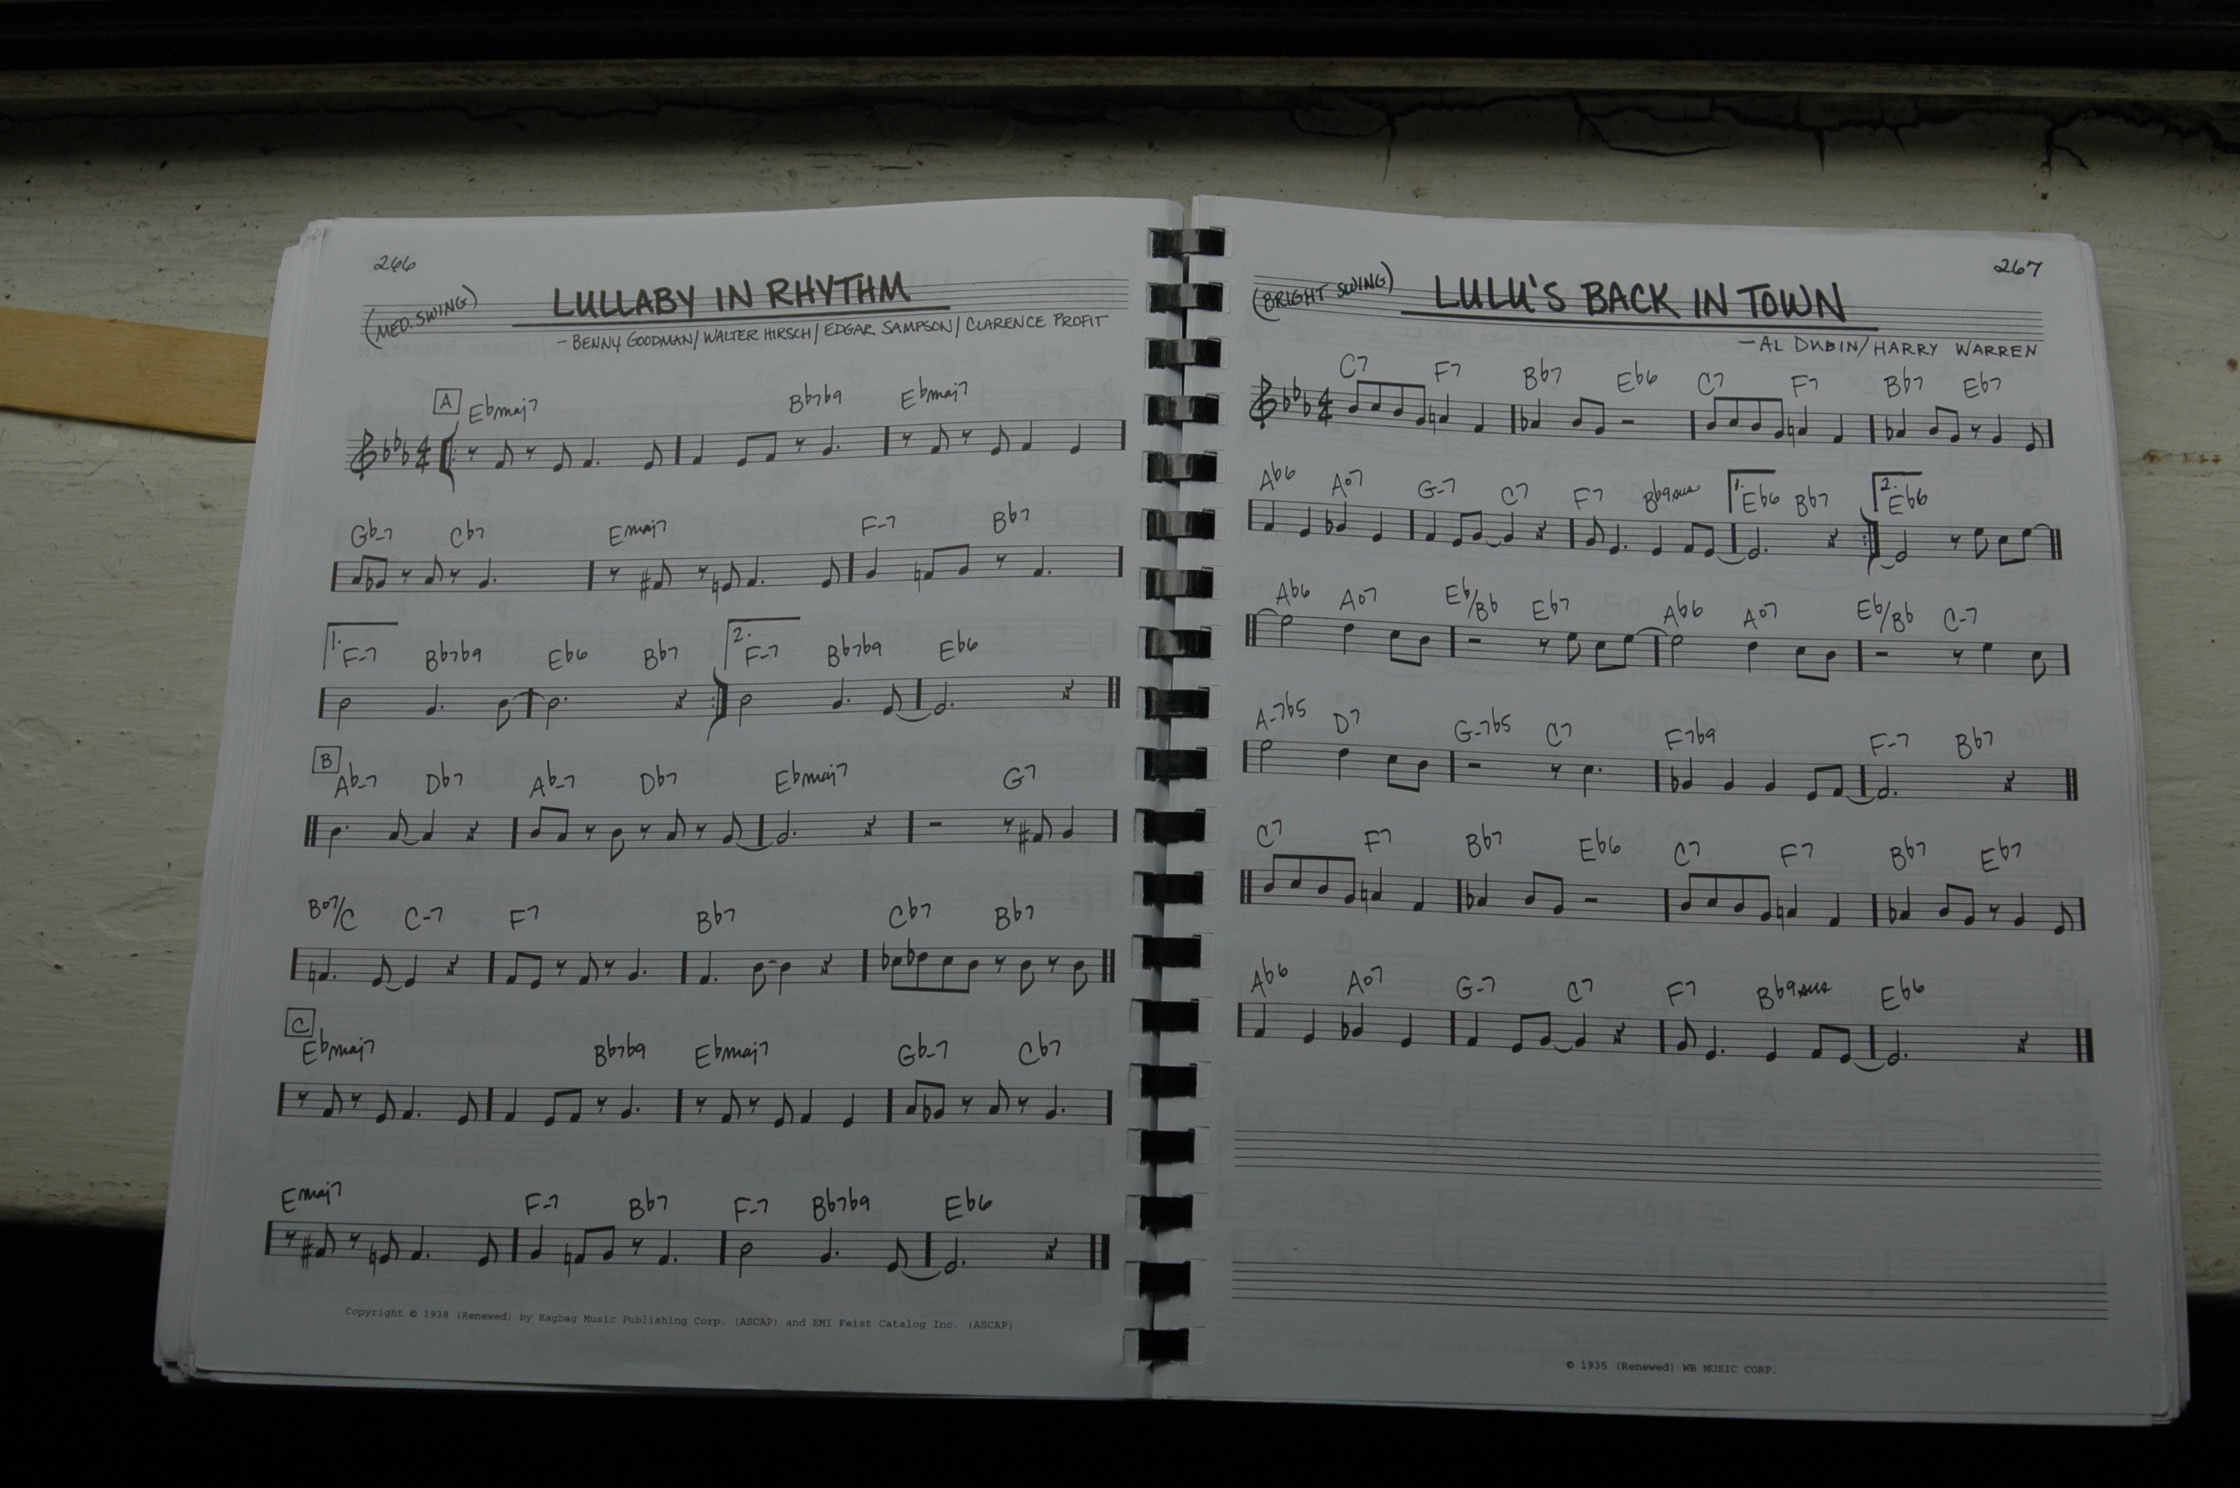 266
(MED. SWING)
LULLABY IN RHYTHM
- BENNY GOODMAN/WALTER HIRSCH/EDGAR SAMPSON/CLARENCE PROFIT
A Ebmaj7 Bb7b9 Ebmaj7
Gb-7 Cb7 Emaj7 F-7 Bb7
1. F-7 Bb7b9 Eb6 Bb7 2. F-7 Bb7b9 Eb6
B
Ab-7 Db7 Ab-7 Db7 Ebmaj7 G7
Bo7/C C-7 F7 Bb7 Cb7 Bb7
C
Ebmaj7 Bb7b9 Ebmaj7 Gb-7 Cb7
Emaj7 F-7 Bb7 F-7 Bb7b9 Eb6
Copyright © 1938 (Renewed) by Ragbag Music Publishing Corp. (ASCAP) and EMI Feist Catalog Inc. (ASCAP)
267
(BRIGHT SWING)
LULU'S BACK IN TOWN
- AL DUBIN/HARRY WARREN
C7 F7 Bb7 Eb6 C7 F7 Bb7 Eb7
Ab6 Ao7 G-7 C7 F7 Bb9sus 1. Eb6 Bb7 2. Eb6
Ab6 Ao7 Eb/Bb Eb7 Ab6 Ao7 Eb/Bb C-7
A-7b5 D7 G-7b5 C7 F7b9 F-7 Bb7
C7 F7 Bb7 Eb6 C7 F7 Bb7 Eb7
Ab6 Ao7 G-7 C7 F7 Bb9sus Eb6
© 1935 (Renewed) WB MUSIC CORP.